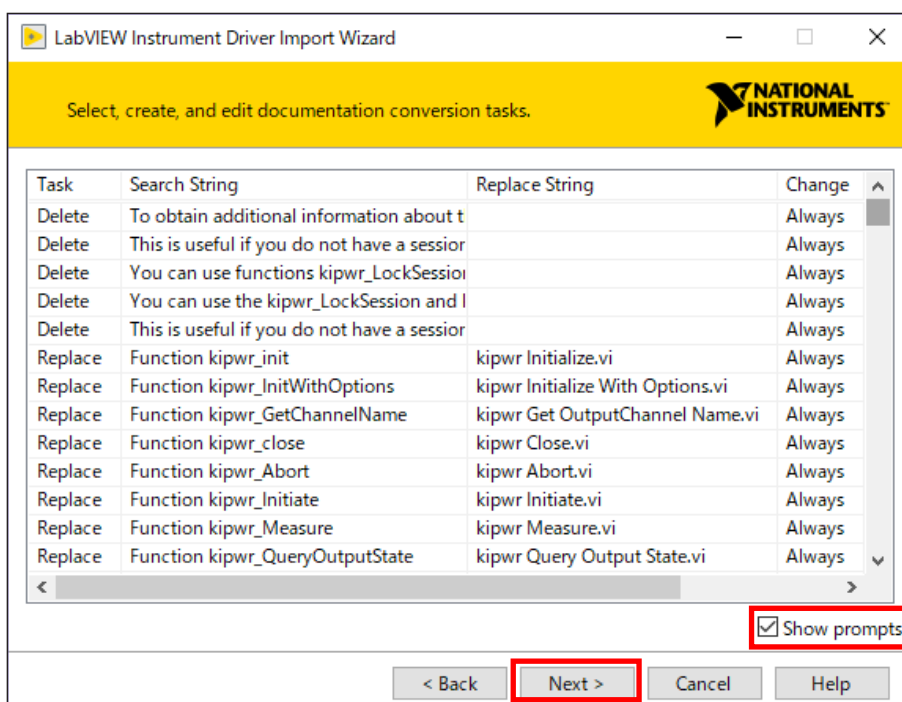 LabVIEW Instrument Driver Import Wizard
Select, create, and edit documentation conversion tasks.
NATIONAL
INSTRUMENTS
Task Search String Replace String Change
Delete To obtain additional information about t Always
Delete This is useful if you do not have a session Always
Delete You can use functions kipwr_LockSession Always
Delete You can use the kipwr_LockSession and Always
Delete This is useful if you do not have a session Always
Replace Function kipwr_init kipwr Initialize.vi Always
Replace Function kipwr_InitWithOptions kipwr Initialize With Options.vi Always
Replace Function kipwr_GetChannelName kipwr Get OutputChannel Name.vi Always
Replace Function kipwr_close kipwr Close.vi Always
Replace Function kipwr_Abort kipwr Abort.vi Always
Replace Function kipwr_Initiate kipwr Initiate.vi Always
Replace Function kipwr_Measure kipwr Measure.vi Always
Replace Function kipwr_QueryOutputState kipwr Query Output State.vi Always
Show prompts
< Back Next > Cancel Help